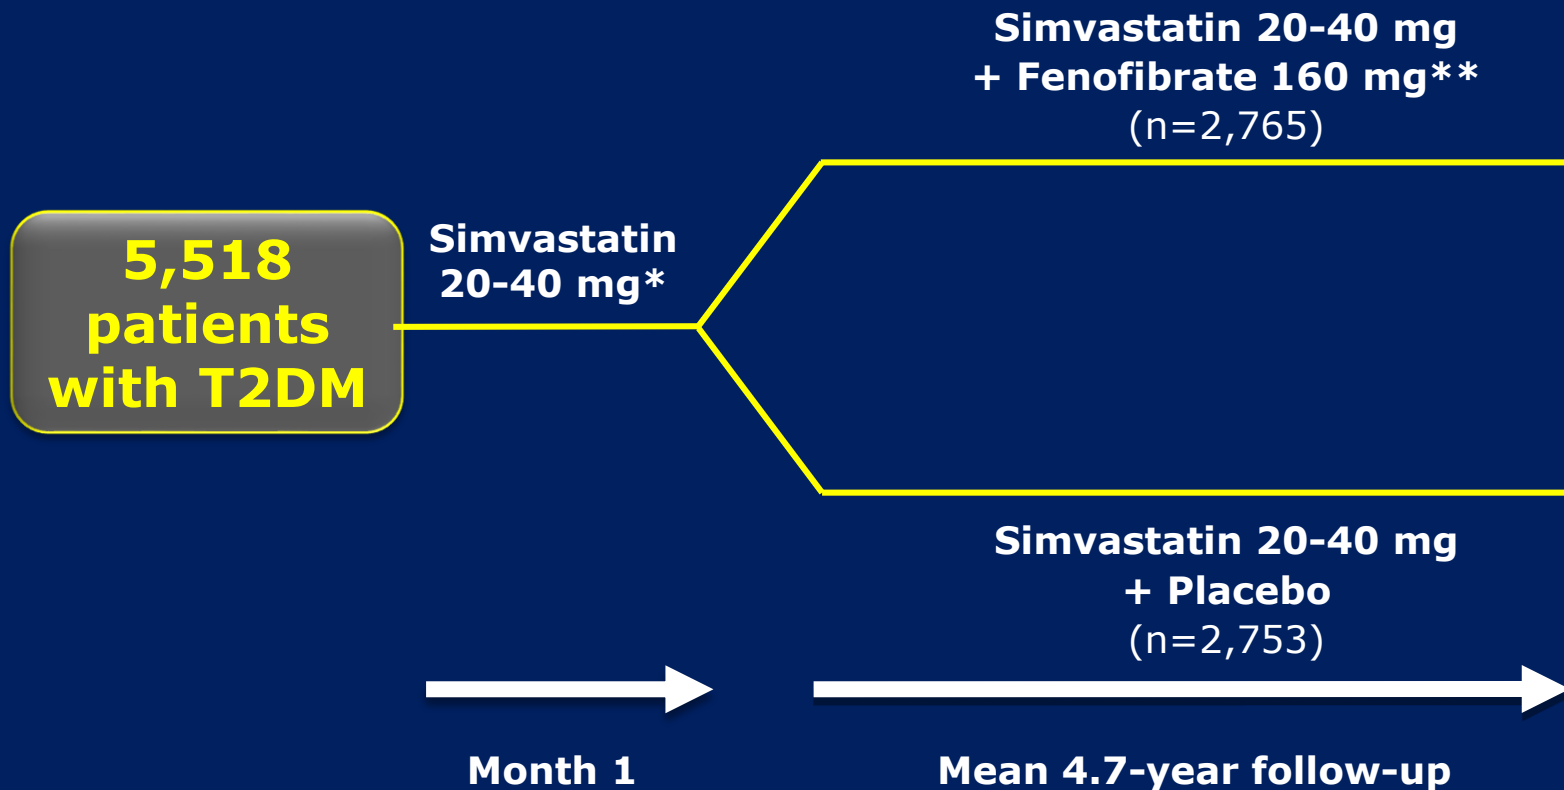 Simvastatin 20-40 mg
+ Fenofibrate 160 mg**
(n=2,765)
5,518
patients
with T2DM
Simvastatin
20-40 mg*
Simvastatin 20-40 mg
+ Placebo
(n=2,753)
Month 1
Mean 4.7-year follow-up